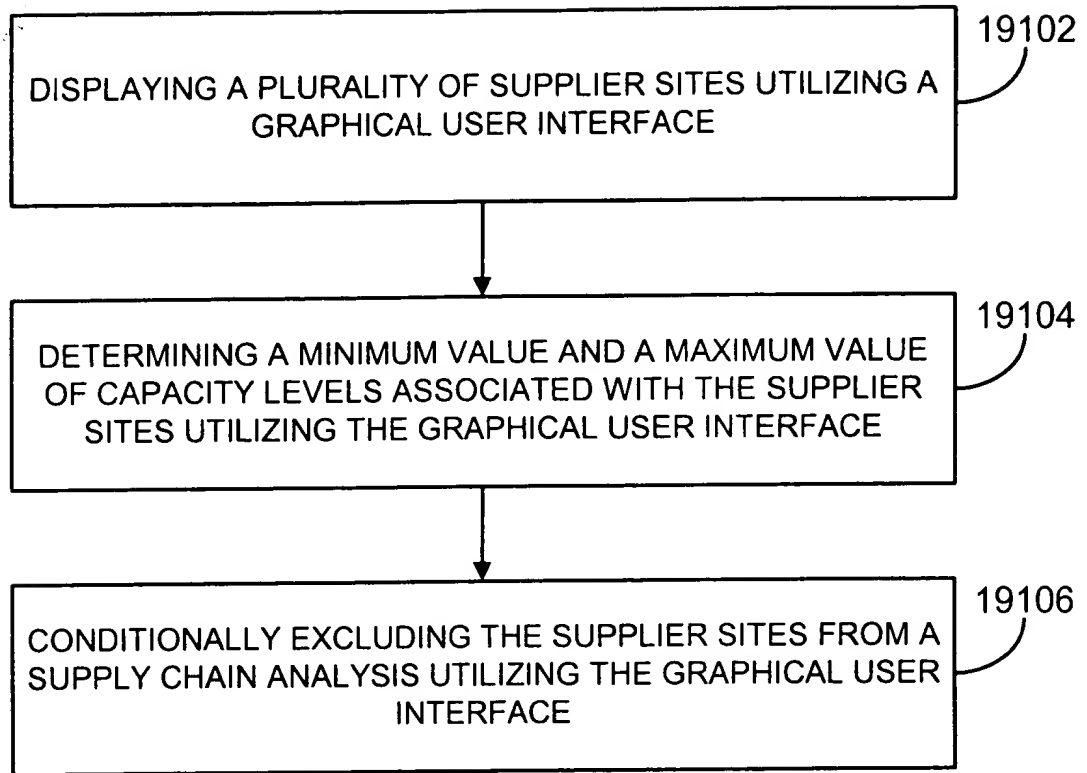 19102
DISPLAYING A PLURALITY OF SUPPLIER SITES UTILIZING A
GRAPHICAL USER INTERFACE
19104
DETERMINING A MINIMUM VALUE AND A MAXIMUM VALUE
OF CAPACITY LEVELS ASSOCIATED WITH THE SUPPLIER
SITES UTILIZING THE GRAPHICAL USER INTERFACE
19106
CONDITIONALLY EXCLUDING THE SUPPLIER SITES FROM A
SUPPLY CHAIN ANALYSIS UTILIZING THE GRAPHICAL USER
INTERFACE